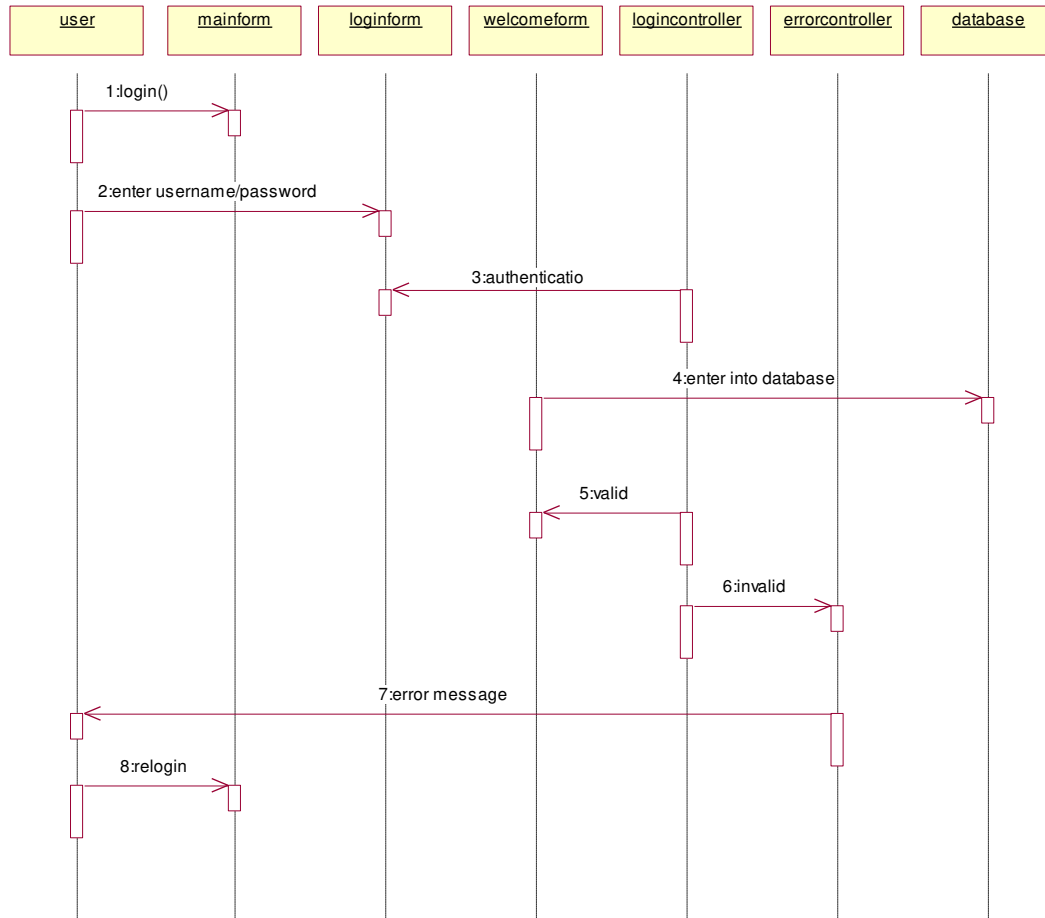 user mainform loginform welcomeform logincontroller errorcontroller database
1:login()
2:enter username/password
3:authenticatio
4:enter into database
5:valid
6:invalid
7:error message
8:relogin